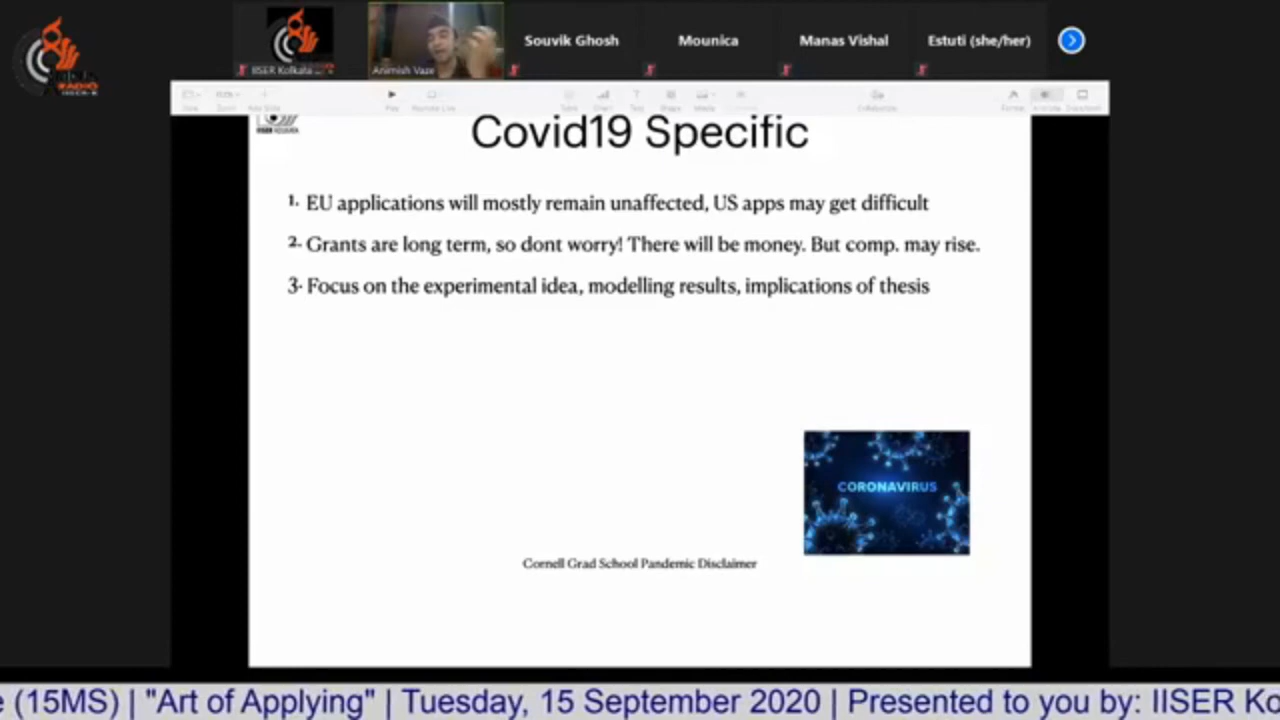 Souvik Ghosh
Mounica
Manas Vishal
Estuti (she/her)
IISER Kolkata
Animish Vaze
Covid19 Specific
1. EU applications will mostly remain unaffected, US apps may get difficult
2. Grants are long term, so dont worry! There will be money. But comp. may rise.
3. Focus on the experimental idea, modelling results, implications of thesis
CORONAVIRUS
Cornell Grad School Pandemic Disclaimer
e (15MS) | "Art of Applying" | Tuesday, 15 September 2020 | Presented to you by: IISER Ko